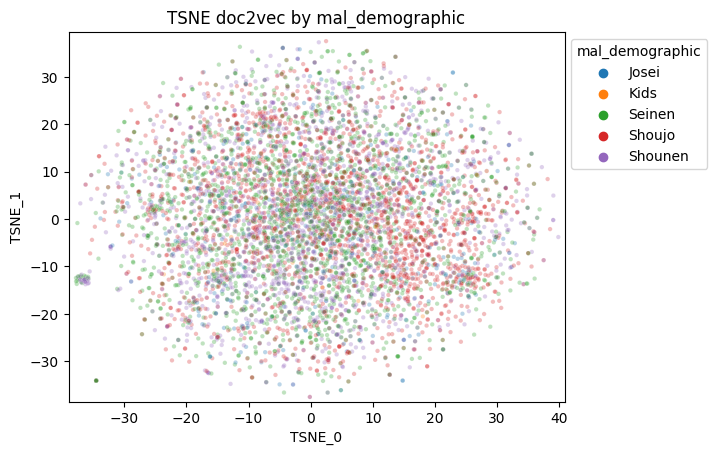 TSNE doc2vec by mal_demographic
mal_demographic
Josei
Kids
Seinen
Shoujo
Shounen
TSNE_1
30
20
10
0
−10
−20
−30
−30
−20
−10
0
10
20
30
40
TSNE_0